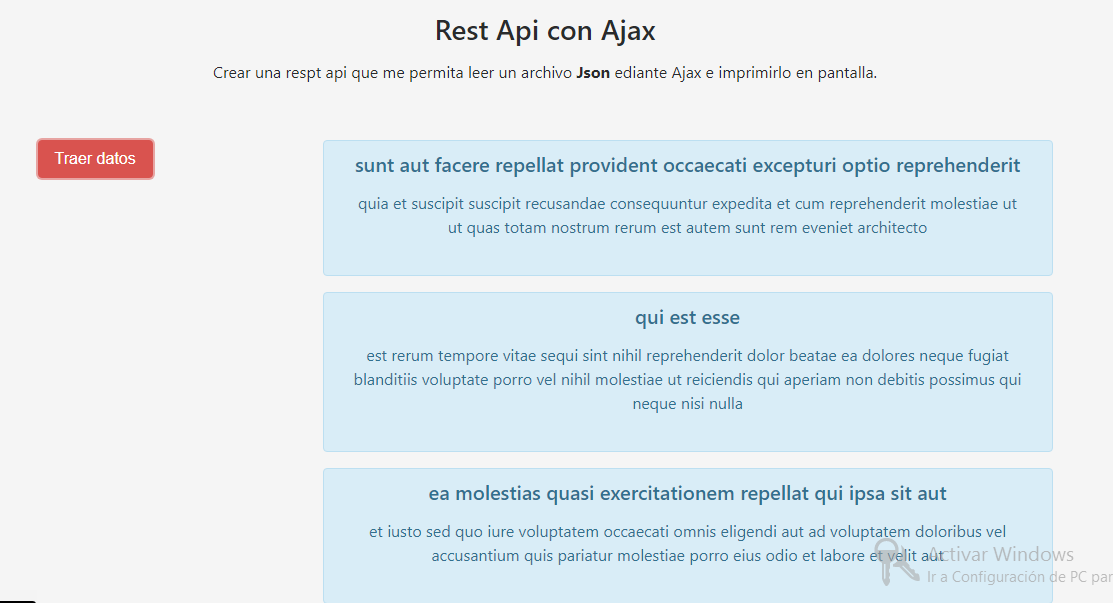 Rest Api con Ajax
Crear una respt api que me permita leer un archivo Json ediante Ajax e imprimirlo en pantalla.
Traer datos
sunt aut facere repellat provident occaecati excepturi optio reprehenderit
quia et suscipit suscipit recusandae consequuntur expedita et cum reprehenderit molestiae ut
ut quas totam nostrum rerum est autem sunt rem eveniet architecto
qui est esse
est rerum tempore vitae sequi sint nihil reprehenderit dolor beatae ea dolores neque fugiat
blanditiis voluptate porro vel nihil molestiae ut reiciendis qui aperiam non debitis possimus qui
neque nisi nulla
ea molestias quasi exercitationem repellat qui ipsa sit aut
et iusto sed quo iure voluptatem occaecati omnis eligendi aut ad voluptatem doloribus vel
accusantium quis pariatur molestiae porro eius odio et labore et velit aut
Activar Windows
Ir a Configuración de PC par